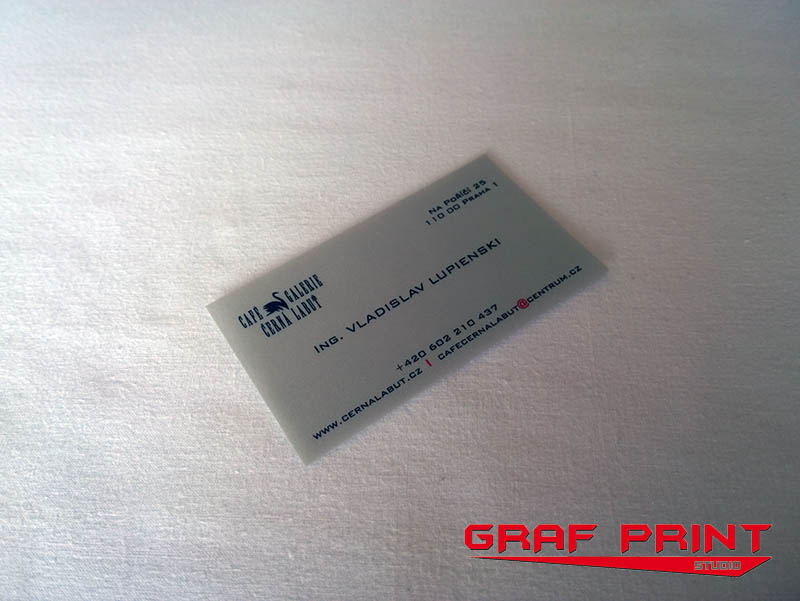 Na Poříčí 25
110 00 Praha 1
CAFE GALERIE
ČERNÁ LABUŤ
ING. VLADISLAV LUPIENSKI
+420 602 210 437
WWW.CERNALABUT.CZ | CAFECERNALABUT@CENTRUM.CZ
GRAF PRINT
STUDIO